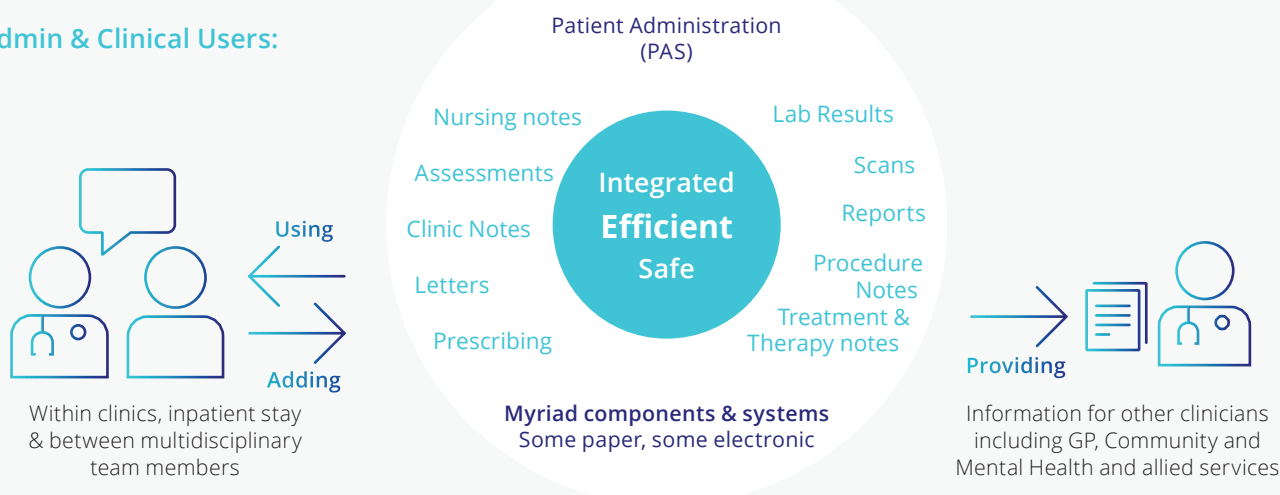 dmin & Clinical Users:
Patient Administration
(PAS)
Nursing notes
Assessments
Clinic Notes
Letters
Prescribing
Integrated
Efficient
Safe
Lab Results
Scans
Reports
Procedure
Notes
Treatment &
Therapy notes
Myriad components & systems
Some paper, some electronic
Using
Adding
Within clinics, inpatient stay
& between multidisciplinary
team members
Providing
Information for other clinicians
including GP, Community and
Mental Health and allied services